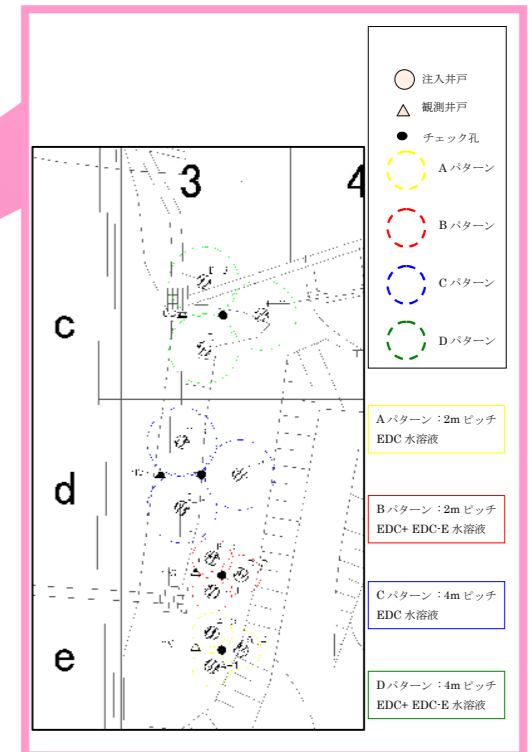 3
4
c
d
e
注入井戸
観測井戸
チェック孔
A パターン
B パターン
C パターン
D パターン
A パターン：2m ピッチ
EDC 水溶液
B パターン：2m ピッチ
EDC+ EDC-E 水溶液
C パターン：4m ピッチ
EDC 水溶液
D パターン：4m ピッチ
EDC+ EDC-E 水溶液